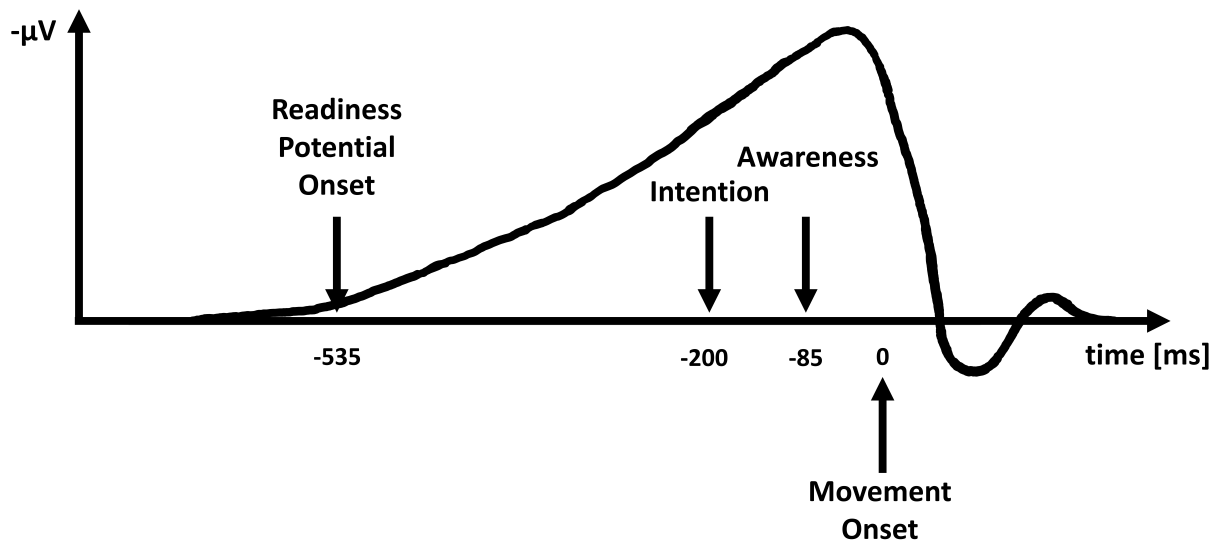 -µV
Readiness
Potential
Onset
Awareness
Intention
-535
-200
-85
0
time [ms]
Movement
Onset